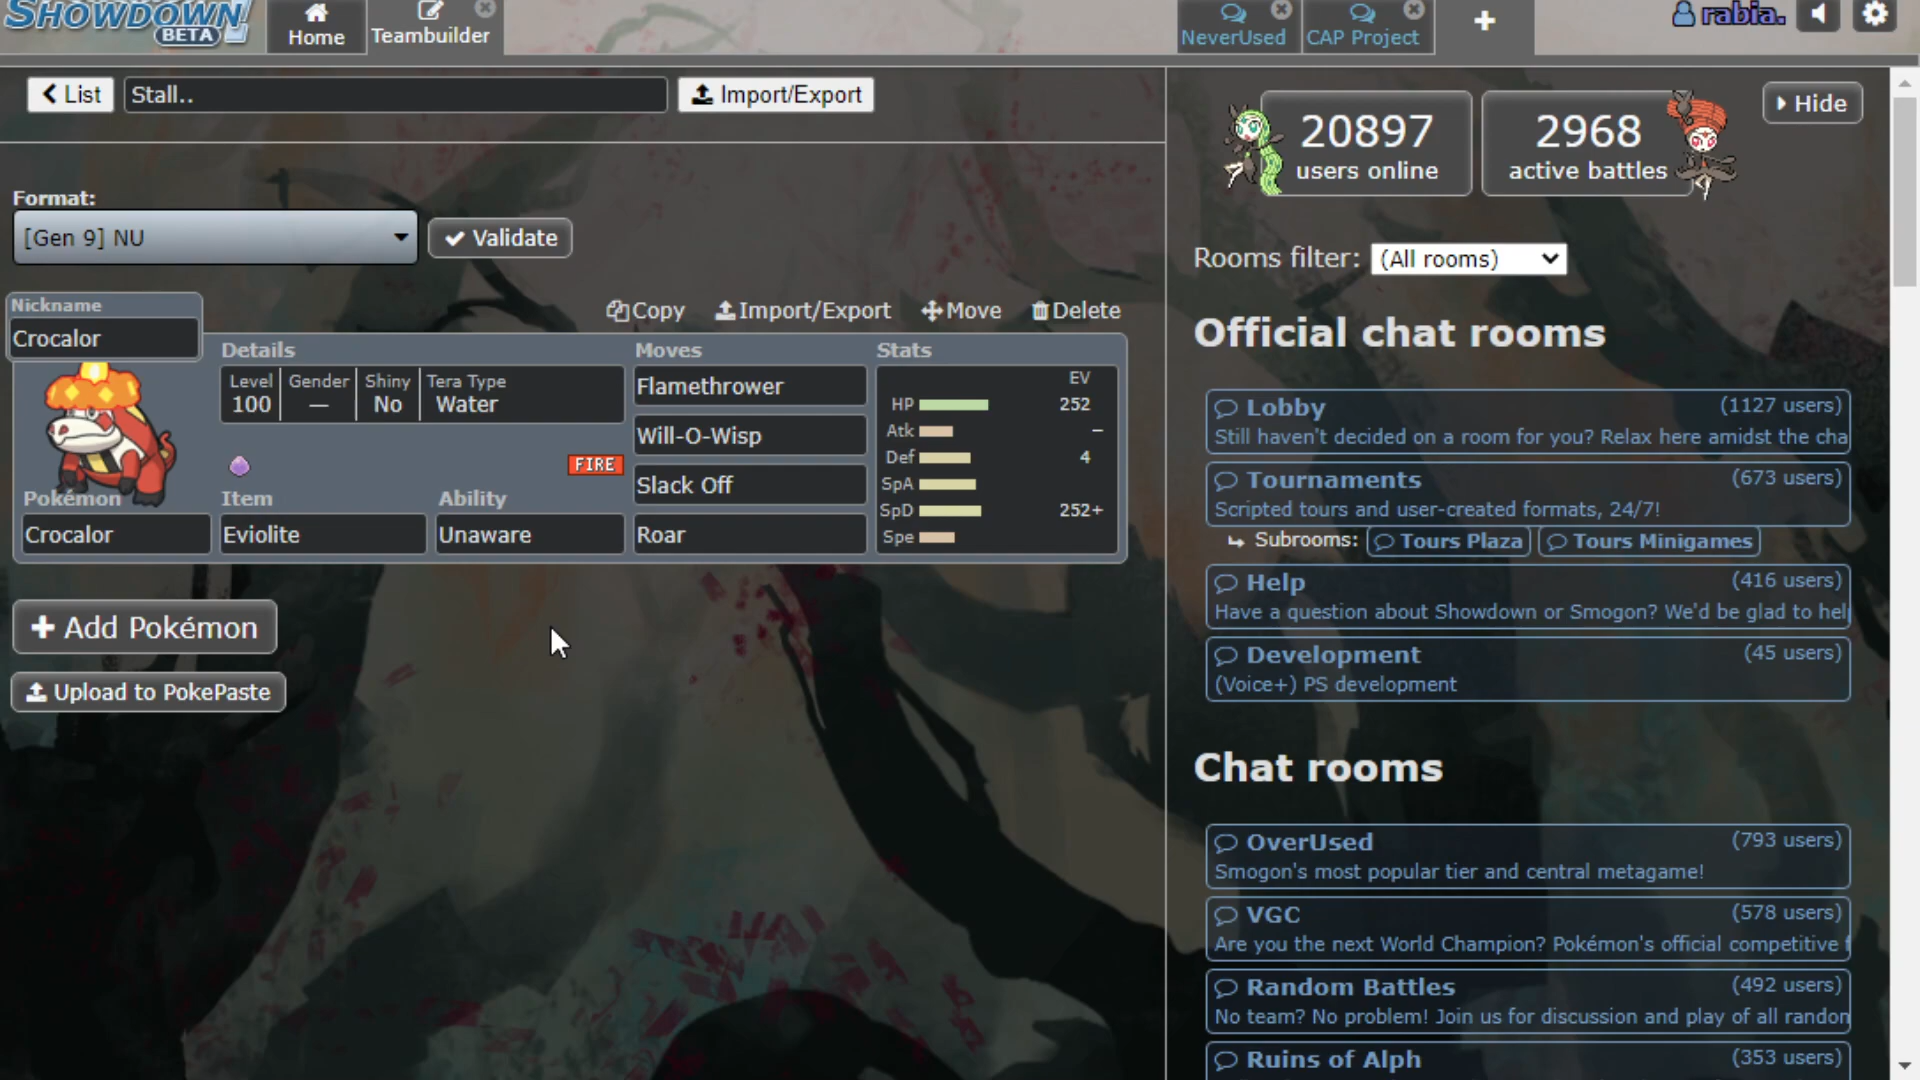 SHOWDOWN
BETA
Home
Teambuilder
NeverUsed
CAP Project
rabia.
List
Stall..
Import/Export
20897
users online
2968
active battles
Hide
Format:
[Gen 9] NU
Validate
Rooms filter: (All rooms)
Nickname
Crocalor
Copy Import/Export Move Delete
Official chat rooms
Details
Moves
Stats
Level Gender Shiny Tera Type
100 — No Water
Flamethrower
Will-O-Wisp
Slack Off
Roar
EV
HP 252
Atk –
Def 4
SpA
SpD 252+
Spe
FIRE
Pokémon Item Ability
Crocalor Eviolite Unaware
Add Pokémon
Upload to PokePaste
Lobby (1127 users)
Still haven't decided on a room for you? Relax here amidst the cha
Tournaments (673 users)
Scripted tours and user-created formats, 24/7!
Subrooms: Tours Plaza Tours Minigames
Help (416 users)
Have a question about Showdown or Smogon? We'd be glad to hel
Development (45 users)
(Voice+) PS development
Chat rooms
OverUsed (793 users)
Smogon's most popular tier and central metagame!
VGC (578 users)
Are you the next World Champion? Pokémon's official competitive f
Random Battles (492 users)
No team? No problem! Join us for discussion and play of all random
Ruins of Alph (353 users)